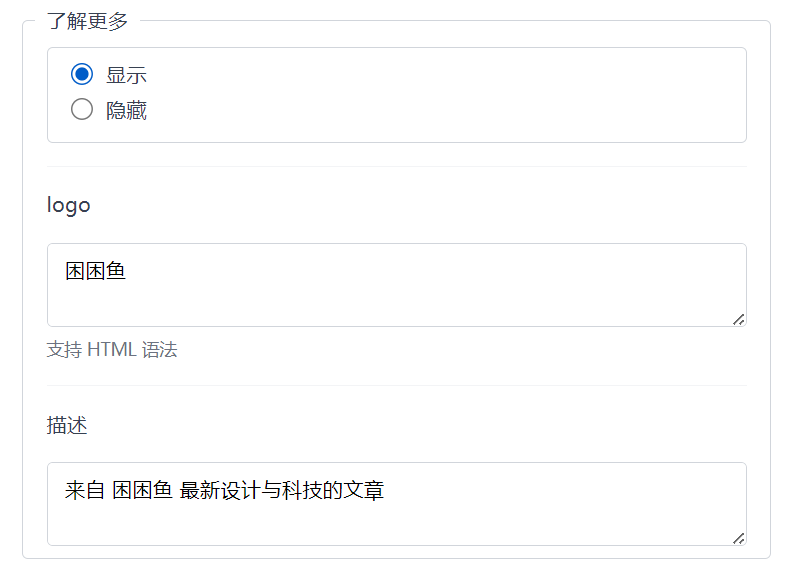 了解更多
显示
隐藏
logo
困困鱼
支持 HTML 语法
描述
来自 困困鱼 最新设计与科技的文章